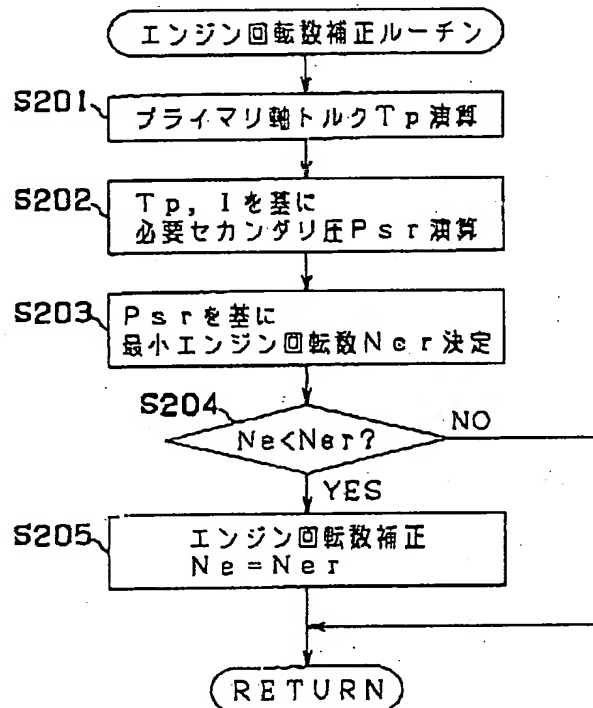 エンジン回転数補正ルーチン
S201
プライマリ軸トルクTp演算
S202
Tp, Iを基に
必要セカンダリ圧Psr演算
S203
Psrを基に
最小エンジン回転数Ner決定
S204
Ne<Ner?
NO
YES
S205
エンジン回転数補正
Ne=Ner
RETURN